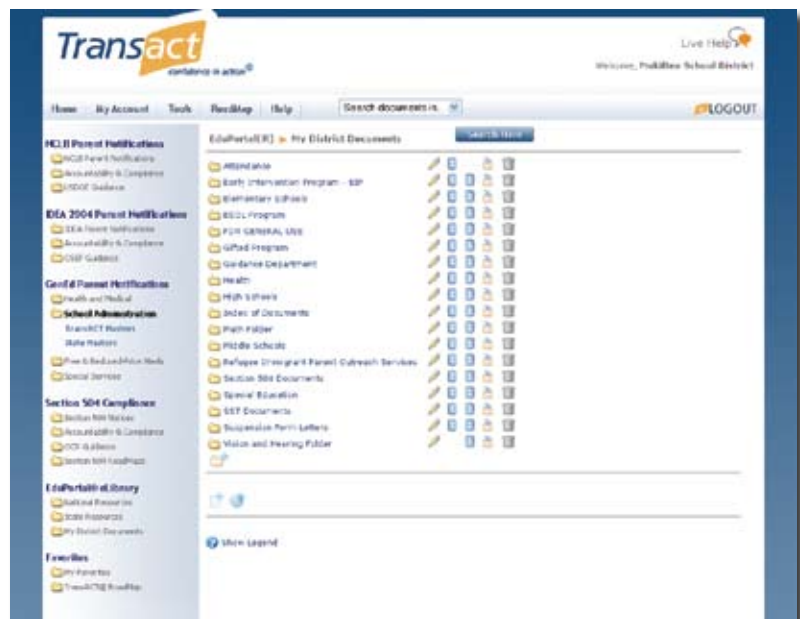 Transact
confidence in action
Live Help
Welcome, School District
Home My Account Tools RoadMap Help Search documents in LOGOUT
EduPortal[R] My District Documents
NCLB Parent Notifications
NCLB Parent Notifications
Accountability & Compliance
USDOE Guidance
IDEA 2004 Parent Notifications
IDEA Parent Notifications
Accountability & Compliance
OSEP Guidance
GenEd Parent Notifications
Health and Medical
School Administration
TransACT Masters
State Masters
Free & Reduced-Price Meals
Special Services
Section 504 Compliance
Section 504 Notices
Accountability & Compliance
OCR Guidance
Section 504 RoadMaps
EduPortal eLibrary
National Resources
State Resources
My District Documents
Favorites
My Favorites
TransACT RoadMap
Attendance
Early Intervention Program - EIP
Elementary Schools
ESOL Program
FOR GENERAL USE
Gifted Program
Guidance Department
Health
High Schools
Index of Documents
Math Folder
Middle Schools
Refugee Immigrant Parent Outreach Services
Section 504 Documents
Special Education
SST Documents
Suspension Form Letters
Vision and Hearing Folder
Show Legend